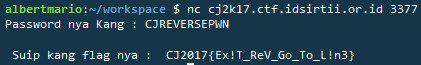 albertmario:~/workspace $ nc cj2k17.ctf.idsirtii.or.id 3377
Password nya Kang : CJREVERSEPWN
Suip kang flag nya : CJ2017{Ex!T_ReV_Go_To_L!n3}